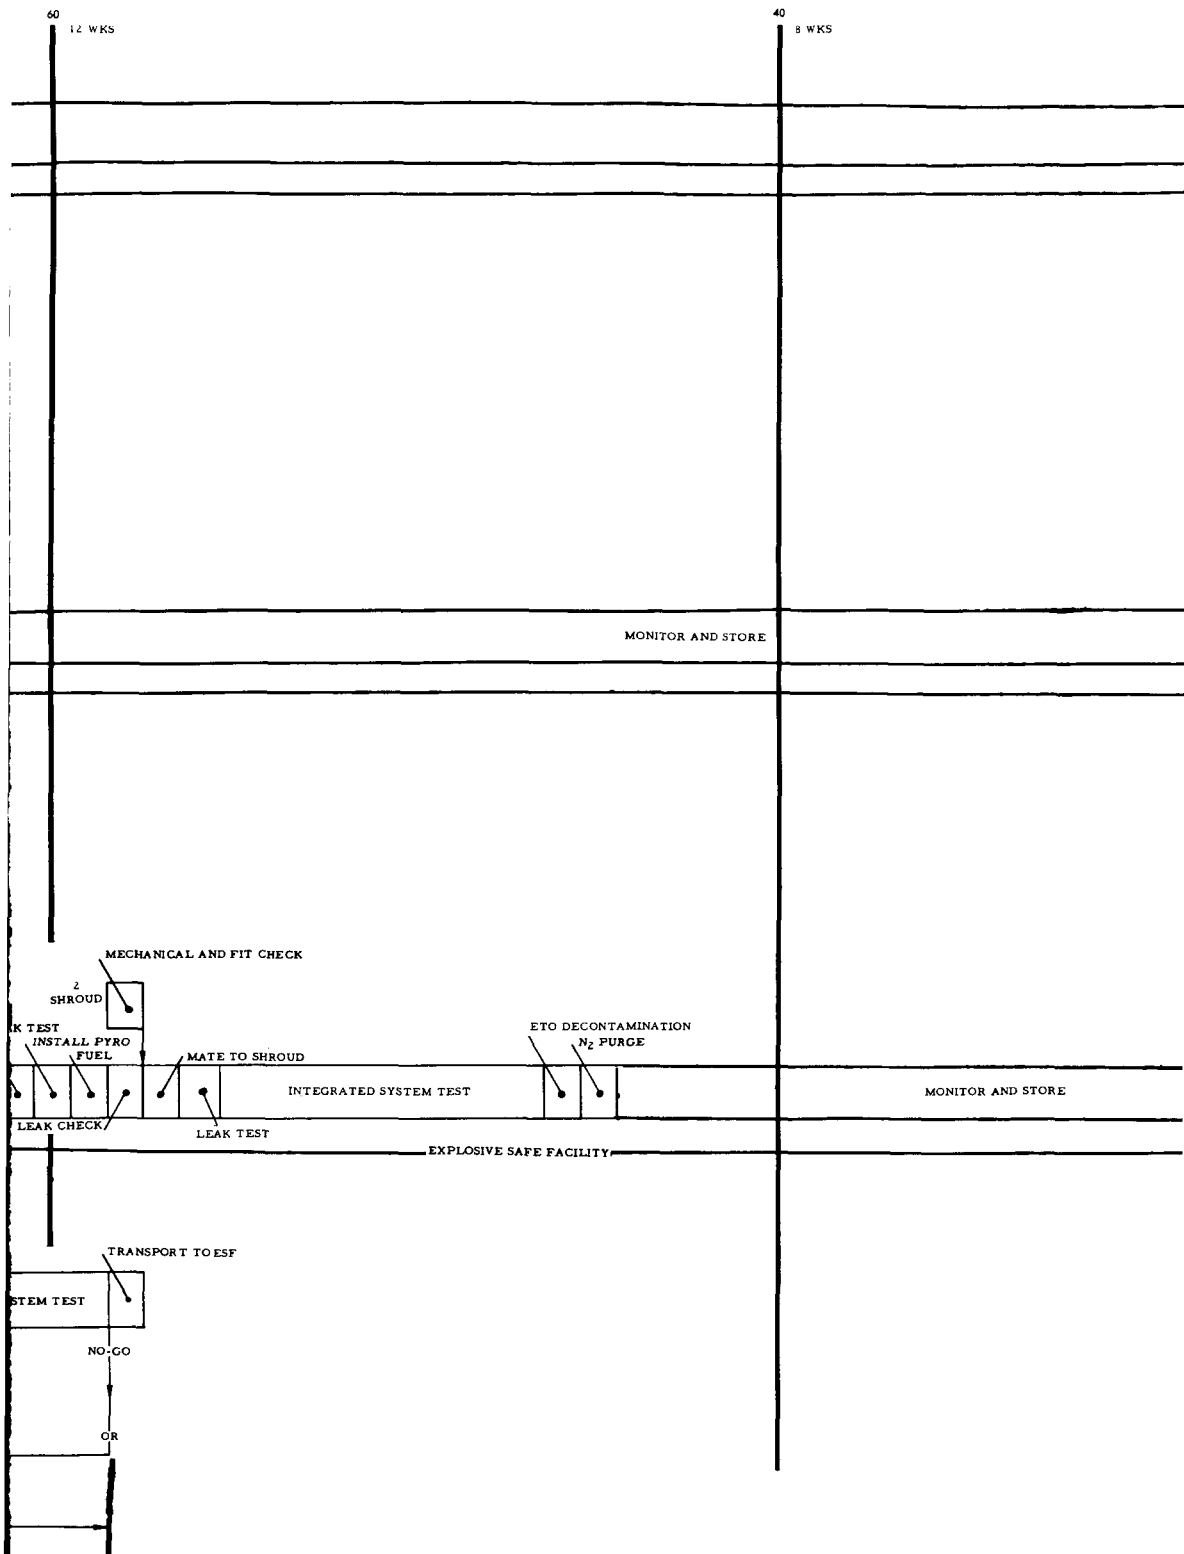 60
12 WKS
40
8 WKS
MONITOR AND STORE
MECHANICAL AND FIT CHECK
2
SHROUD
K TEST
INSTALL PYRO
FUEL
MATE TO SHROUD
ETO DECONTAMINATION
N2 PURGE
INTEGRATED SYSTEM TEST
MONITOR AND STORE
LEAK CHECK
LEAK TEST
EXPLOSIVE SAFE FACILITY
TRANSPORT TO ESF
STEM TEST
NO-GO
OR